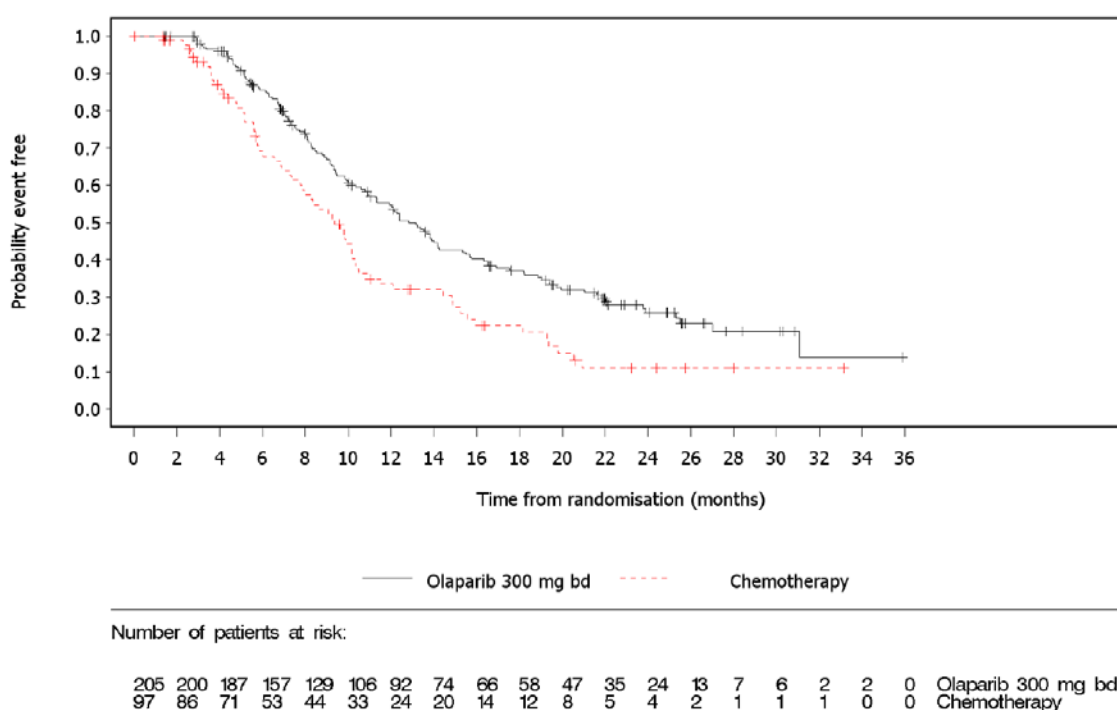 Probability event free
1.0
0.9
0.8
0.7
0.6
0.5
0.4
0.3
0.2
0.1
0.0
0 2 4 6 8 10 12 14 16 18 20 22 24 26 28 30 32 34 36
Time from randomisation (months)
Olaparib 300 mg bd Chemotherapy
Number of patients at risk:
205 200 187 157 129 106 92 74 66 58 47 35 24 13 7 6 2 2 0 Olaparib 300 mg bd
97 86 71 53 44 33 24 20 14 12 8 5 4 2 1 1 1 0 0 Chemotherapy